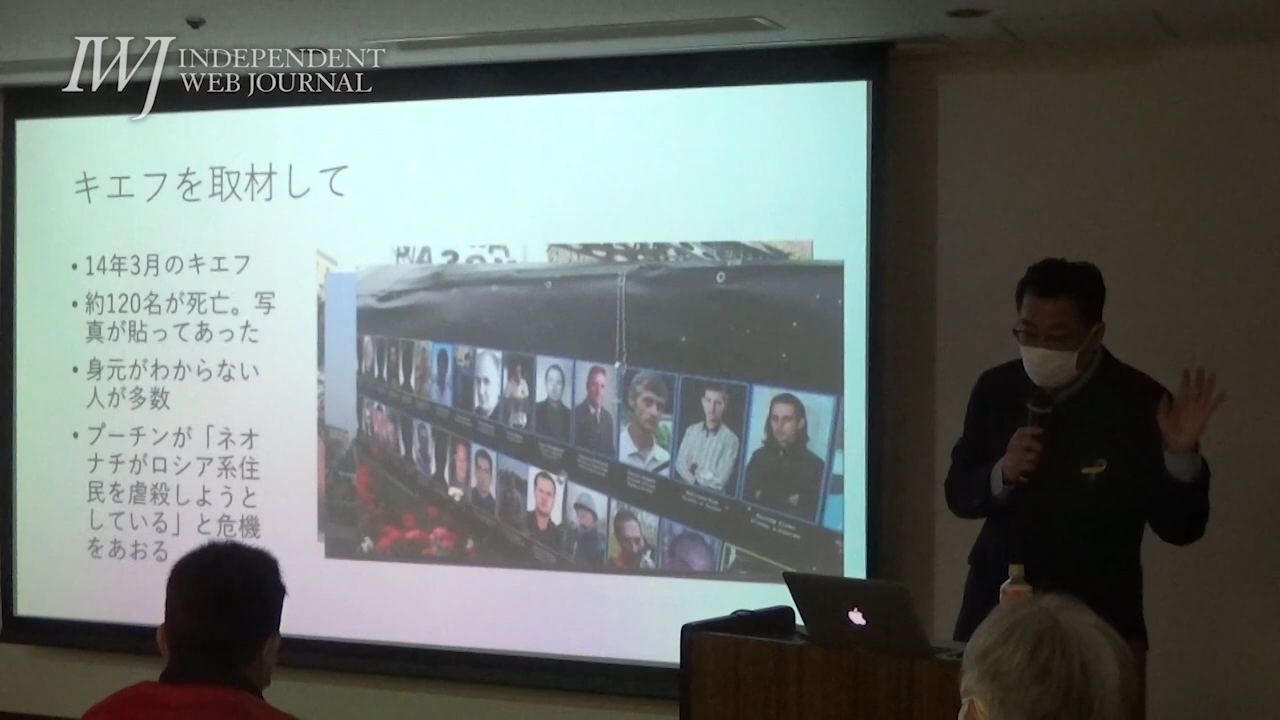 IWJ INDEPENDENT
WEB JOURNAL
キエフを取材して
• 14年3月のキエフ
• 約120名が死亡。写
真が貼ってあった
• 身元がわからない
人が多数
• プーチンが「ネオ
ナチがロシア系住
民を虐殺しようと
している」と危機
をあおる